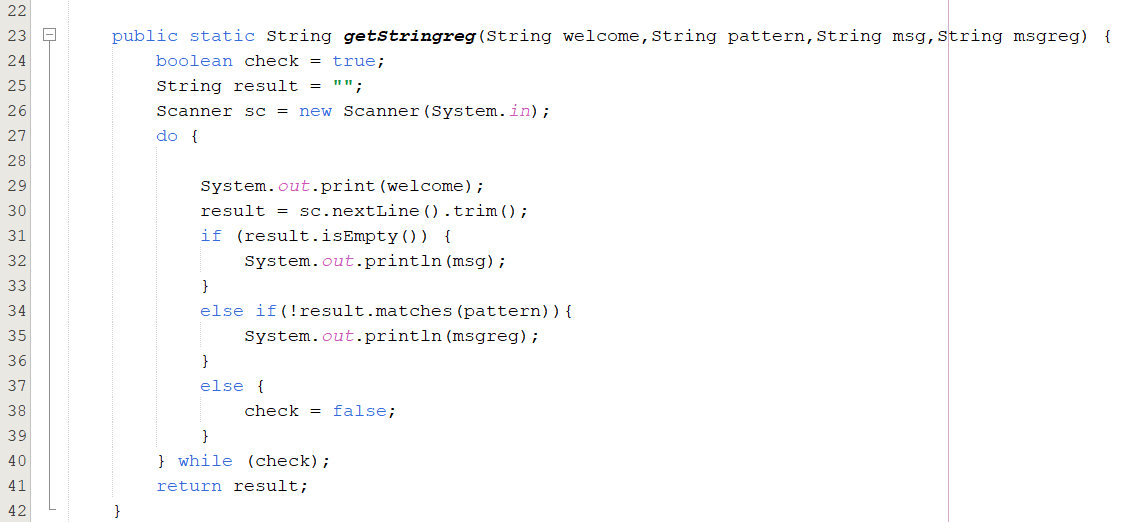 22
23 public static String getStringreg(String welcome,String pattern,String msg,String msgreg) {
24 boolean check = true;
25 String result = "";
26 Scanner sc = new Scanner(System.in);
27 do {
28
29 System.out.print(welcome);
30 result = sc.nextLine().trim();
31 if (result.isEmpty()) {
32 System.out.println(msg);
33 }
34 else if(!result.matches(pattern)){
35 System.out.println(msgreg);
36 }
37 else {
38 check = false;
39 }
40 } while (check);
41 return result;
42 }